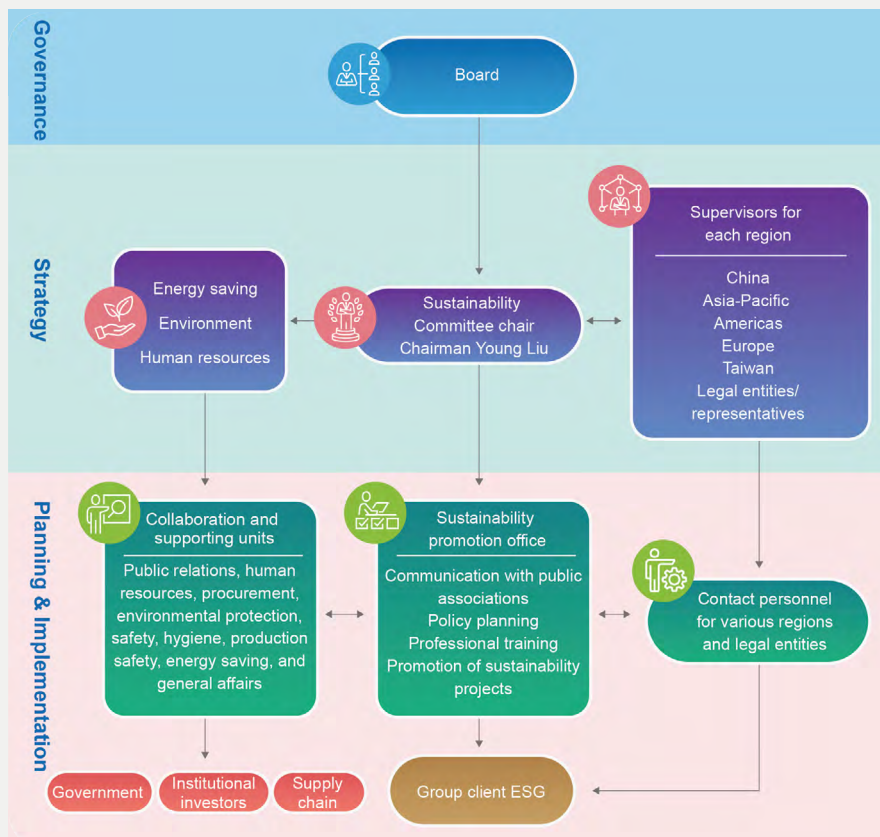 Governance
Board
Strategy
Energy saving
Environment
Human resources
Sustainability
Committee chair
Chairman Young Liu
Supervisors for
each region
China
Asia-Pacific
Americas
Europe
Taiwan
Legal entities/
representatives
Planning & Implementation
Collaboration and
supporting units
Public relations, human
resources, procurement,
environmental protection,
safety, hygiene, production
safety, energy saving, and
general affairs
Sustainability
promotion office
Communication with public
associations
Policy planning
Professional training
Promotion of sustainability
projects
Contact personnel
for various regions
and legal entities
Government
Institutional
investors
Supply
chain
Group client ESG